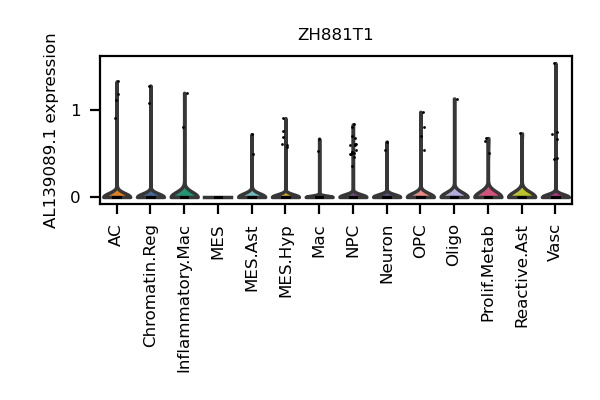 ZH881T1
AL139089.1 expression
1
0
AC
Chromatin.Reg
Inflammatory.Mac
MES
MES.Ast
MES.Hyp
Mac
NPC
Neuron
OPC
Oligo
Prolif.Metab
Reactive.Ast
Vasc